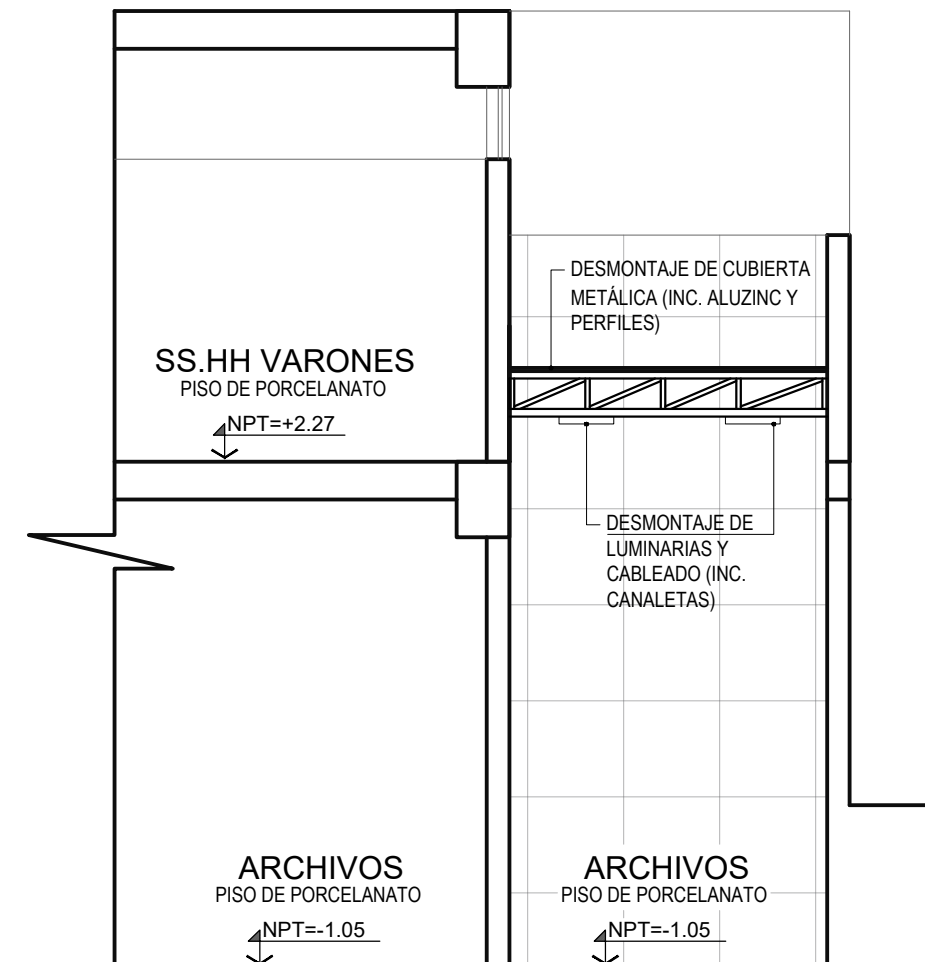 DESMONTAJE DE CUBIERTA
METÁLICA (INC. ALUZINC Y
PERFILES)
SS.HH VARONES
PISO DE PORCELANATO
NPT=+2.27
DESMONTAJE DE
LUMINARIAS Y
CABLEADO (INC.
CANALETAS)
ARCHIVOS
PISO DE PORCELANATO
NPT=-1.05
ARCHIVOS
PISO DE PORCELANATO
NPT=-1.05